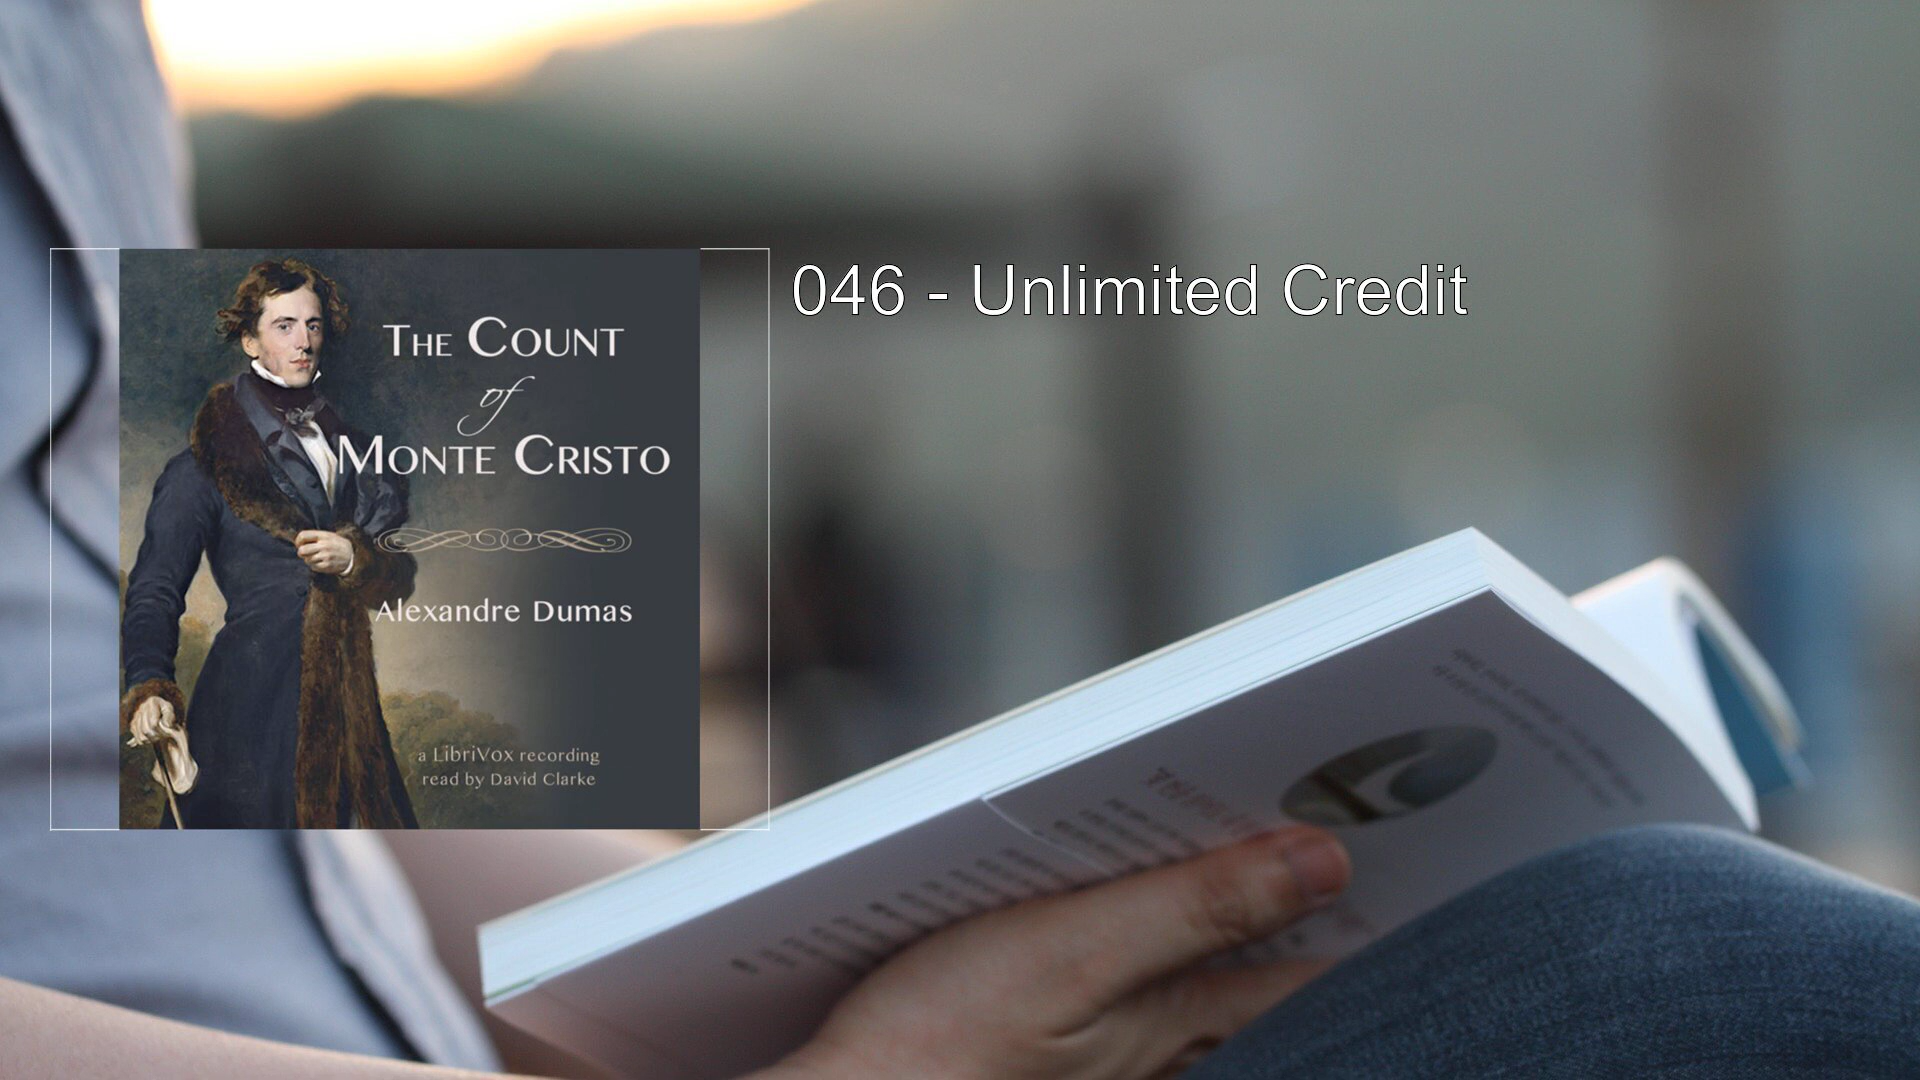 046 - Unlimited Credit
THE COUNT
of
MONTE CRISTO
Alexandre Dumas
a LibriVox recording
read by David Clarke